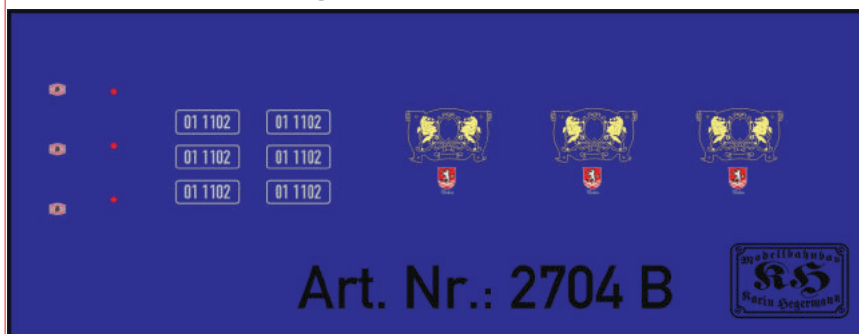 01 1102 01 1102
01 1102 01 1102
01 1102 01 1102
Art. Nr.: 2704 B
Modellbahnbau
KH
Karin Hegermann